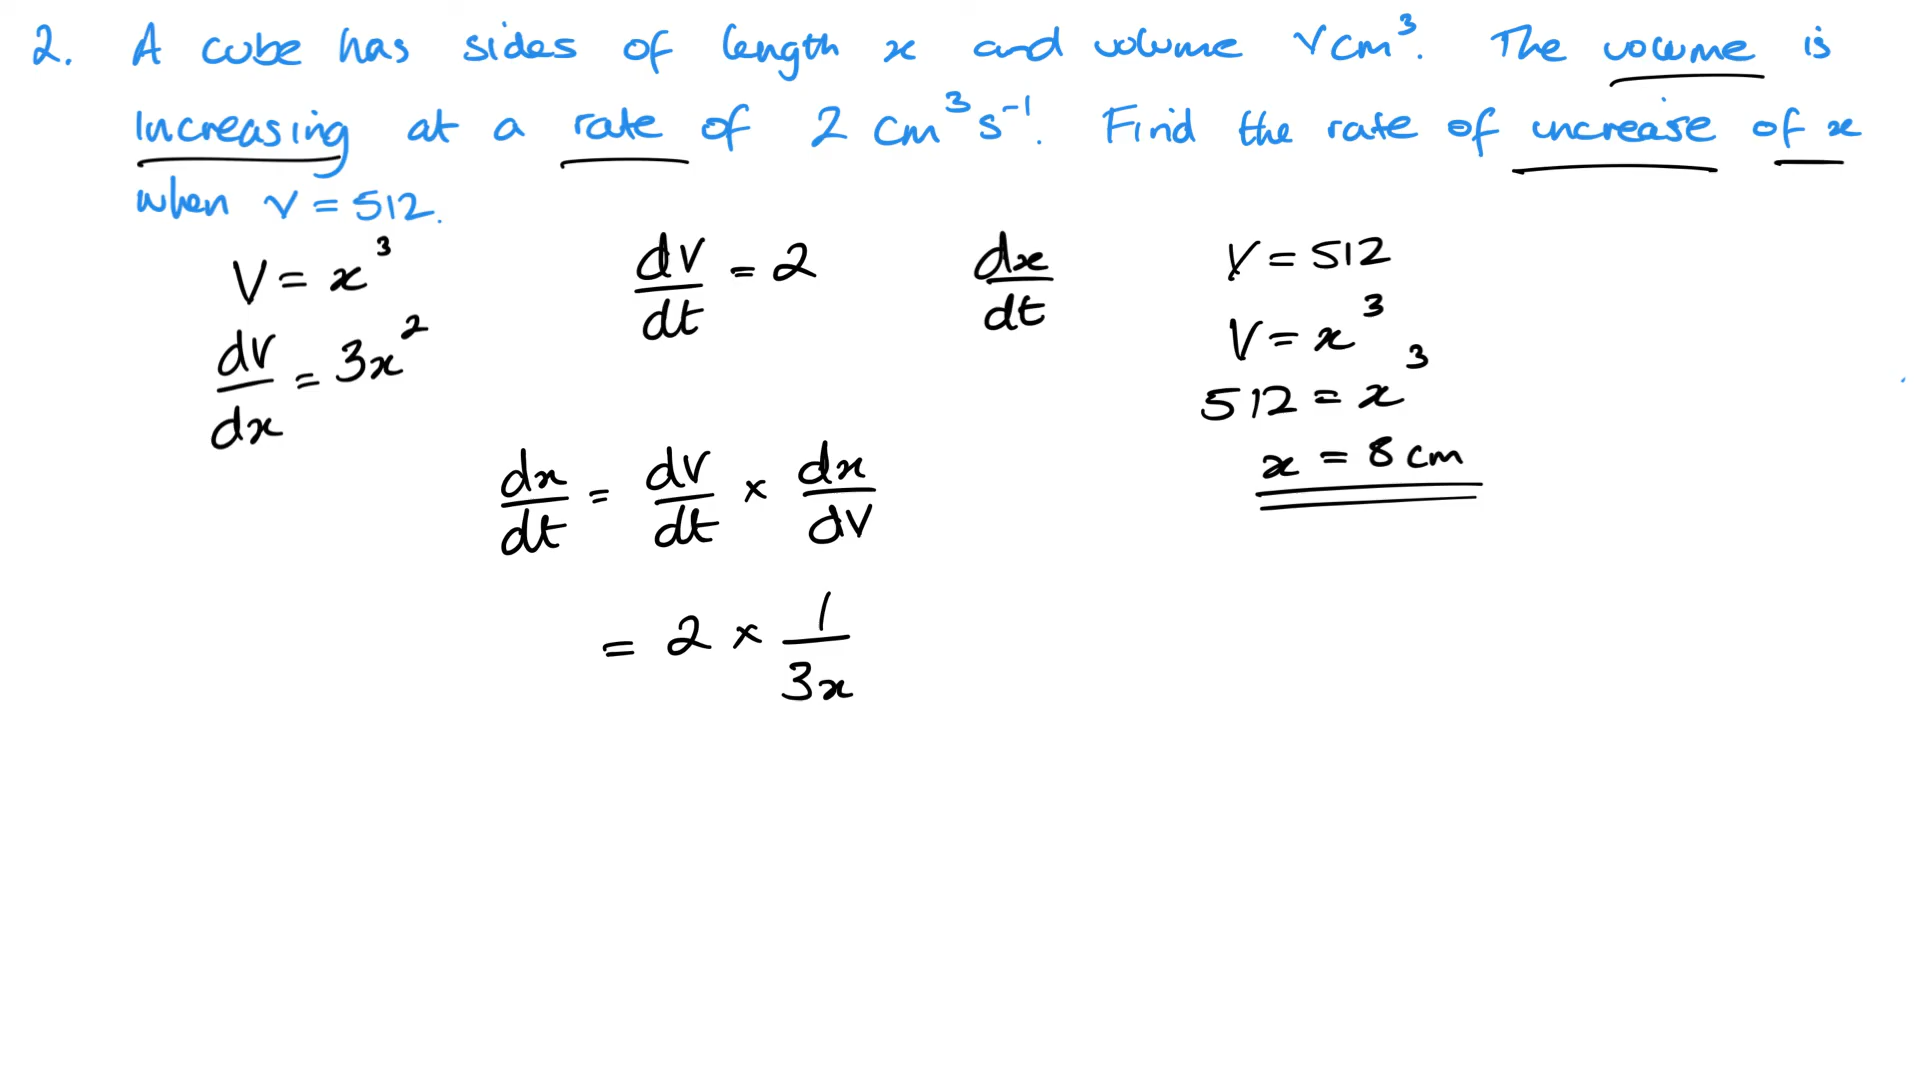 2. A cube has sides of length x and volume V cm³. The volume is
increasing at a rate of 2 cm³ s⁻¹. Find the rate of increase of x
when V = 512.
V = x³
dV/dx = 3x²
dV/dt = 2
dx/dt
V = 512
V = x³
512 = x³
x = 8 cm
dx/dt = dV/dt × dx/dV
= 2 × 1/3x